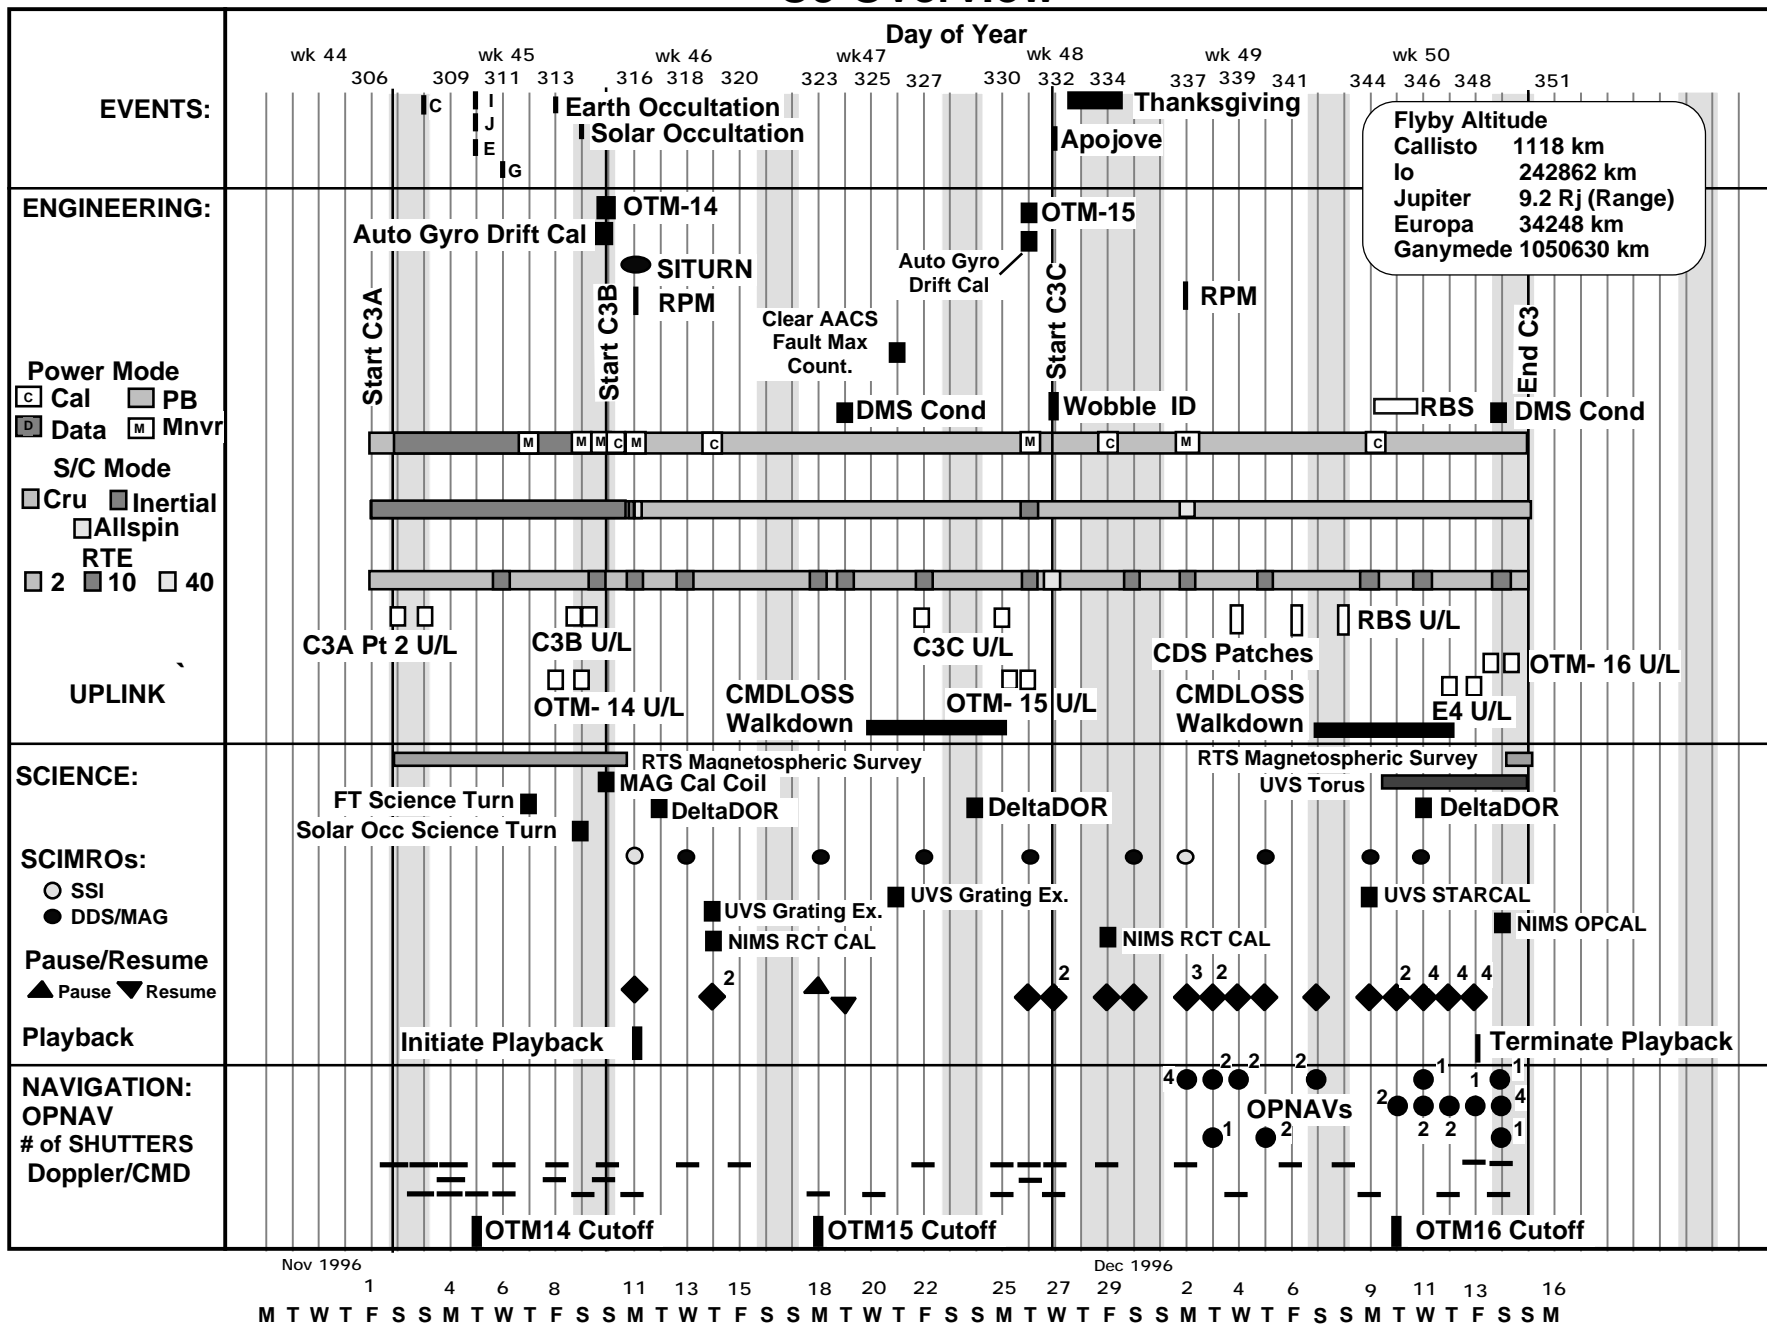 Day of Year
wk 44 wk 45 wk 46 wk47 wk 48 wk 49 wk 50
306 309 311 313 316 318 320 323 325 327 330 332 334 337 339 341 344 346 348 351
EVENTS:
C
I
J
E
G
Earth Occultation
Solar Occultation
Thanksgiving
Apojove
Flyby Altitude
Callisto 1118 km
Io 242862 km
Jupiter 9.2 Rj (Range)
Europa 34248 km
Ganymede 1050630 km
ENGINEERING:
OTM-14
Auto Gyro Drift Cal
SITURN
RPM
Start C3A
Start C3B
Clear AACS
Fault Max
Count.
DMS Cond
OTM-15
Auto Gyro
Drift Cal
Start C3C
Wobble ID
RPM
RBS
DMS Cond
End C3
Power Mode
C Cal PB
D Data M Mnvr
M M M C M C M C M C
S/C Mode
Cru Inertial
Allspin
RTE
2 10 40
C3A Pt 2 U/L
C3B U/L
C3C U/L
CDS Patches
RBS U/L
`
UPLINK
OTM- 14 U/L
CMDLOSS
Walkdown
OTM- 15 U/L
CMDLOSS
Walkdown
OTM- 16 U/L
E4 U/L
SCIENCE:
RTS Magnetospheric Survey
RTS Magnetospheric Survey
MAG Cal Coil
UVS Torus
FT Science Turn
DeltaDOR
DeltaDOR
DeltaDOR
Solar Occ Science Turn
SCIMROs:
SSI
DDS/MAG
UVS Grating Ex.
UVS Grating Ex.
UVS STARCAL
NIMS RCT CAL
NIMS RCT CAL
NIMS OPCAL
Pause/Resume
Pause Resume
2 2 3 2 2 4 4 4
Playback
Initiate Playback
Terminate Playback
NAVIGATION:
OPNAV
# of SHUTTERS
Doppler/CMD
4 2 2 2 1 1 1
OPNAVs
2 2 2 4
1 2 1
OTM14 Cutoff
OTM15 Cutoff
OTM16 Cutoff
Nov 1996 Dec 1996
1 4 6 8 11 13 15 18 20 22 25 27 29 2 4 6 9 11 13 16
M T W T F S S M T W T F S S M T W T F S S M T W T F S S M T W T F S S M T W T F S S M T W T F S S M